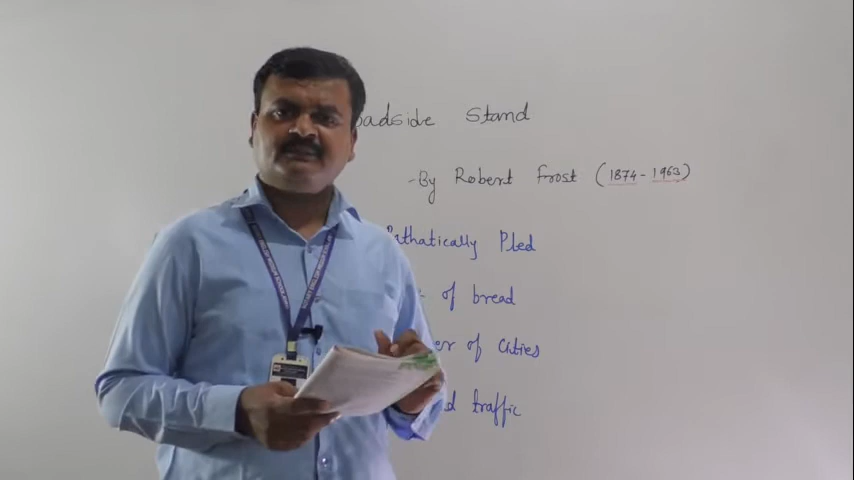 oadside Stand
-By Robert Frost (1874-1963)
Pathatically Pled
of bread
er of Cities
d traffic